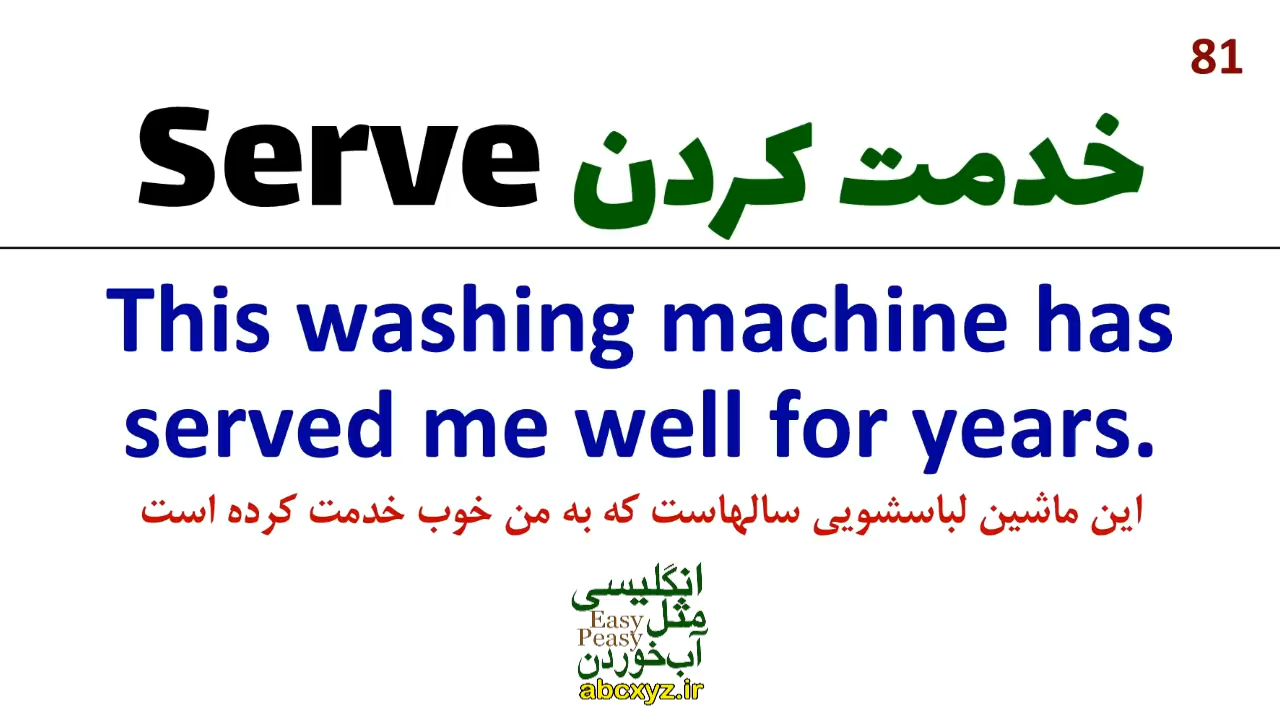 81
Serve خدمت کردن
This washing machine has
served me well for years.
این ماشین لباسشویی سالهاست که به من خوب خدمت کرده است
انگلیسی
مثل Easy
Peasy
آب‌خوردن
abcxyz.ir